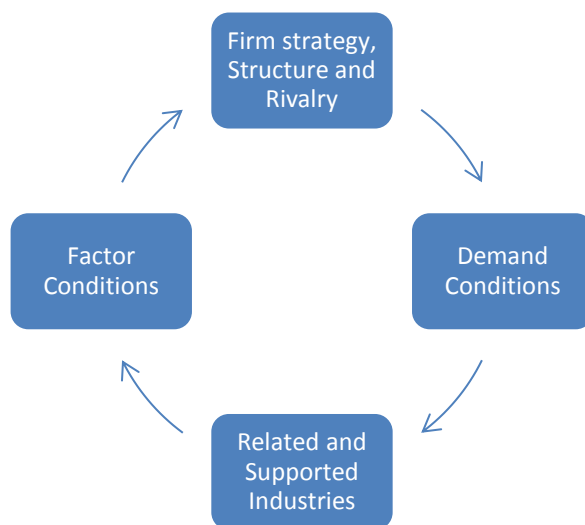 Firm strategy,
Structure and
Rivalry
Factor
Conditions
Demand
Conditions
Related and
Supported
Industries